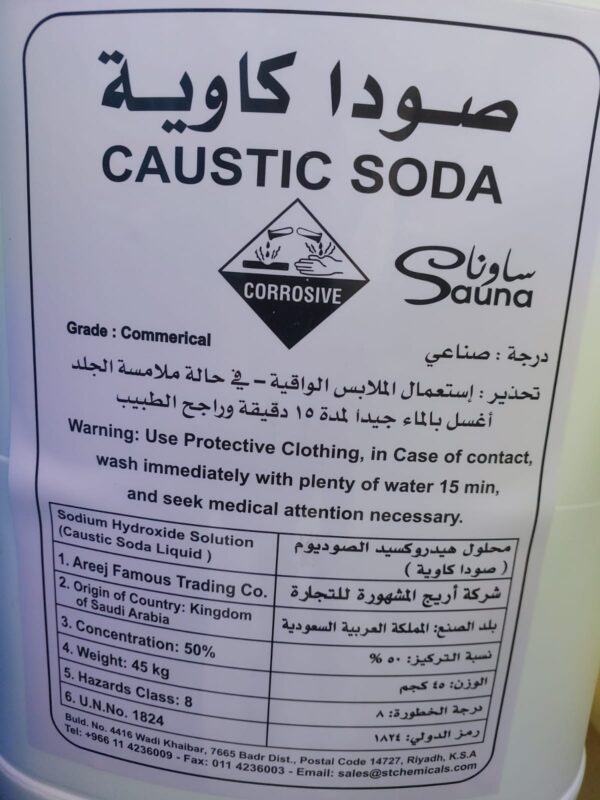 صودا كاوية
CAUSTIC SODA
CORROSIVE
ساونا
Sauna
Grade : Commerical
درجة : صناعي
تحذير : إستعمال الملابس الواقية – في حالة ملامسة الجلد
أغسل بالماء جيداً لمدة ١٥ دقيقة وراجح الطبيب
Warning: Use Protective Clothing, in Case of contact,
wash immediately with plenty of water 15 min,
and seek medical attention necessary.
Sodium Hydroxide Solution
(Caustic Soda Liquid )
محلول هيدروكسيد الصوديوم
( صودا كاوية )
1. Areej Famous Trading Co.
شركة أريج المشهورة للتجارة
2. Origin of Country: Kingdom
of Saudi Arabia
بلد الصنع: المملكة العربية السعودية
3. Concentration: 50%
نسبة التركيز: ٥٠ %
4. Weight: 45 kg
الوزن: ٤٥ كجم
5. Hazards Class: 8
درجة الخطورة: ٨
6. U.N.No. 1824
رمز الدولي: ١٨٢٤
Buld. No. 4416 Wadi Khaibar, 7665 Badr Dist., Postal Code 14727, Riyadh, K.S.A
Tel: +966 11 4236009 - Fax: 011 4236003 - Email: sales@stchemicals.com